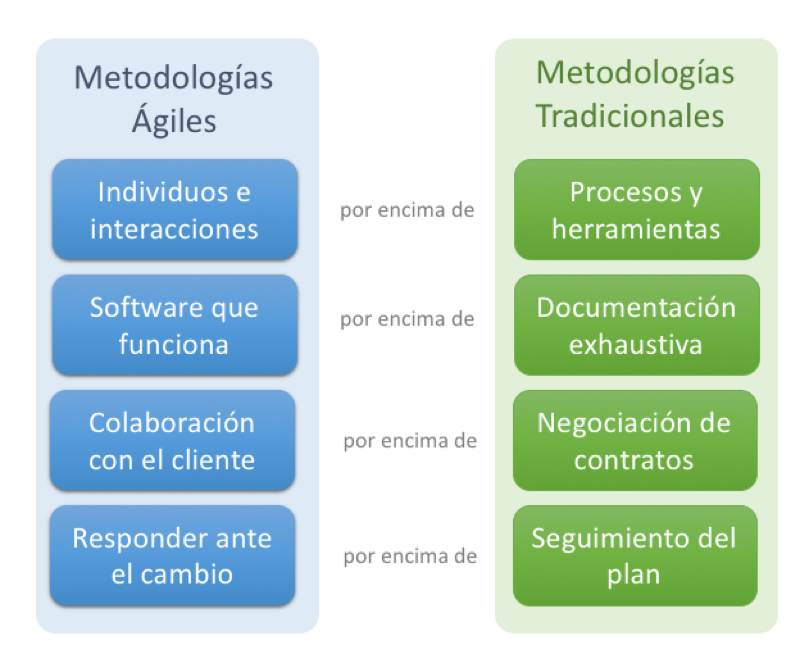 Metodologías
Ágiles
Metodologías
Tradicionales
Individuos e
interacciones
por encima de
Procesos y
herramientas
Software que
funciona
por encima de
Documentación
exhaustiva
Colaboración
con el cliente
por encima de
Negociación de
contratos
Responder ante
el cambio
por encima de
Seguimiento del
plan